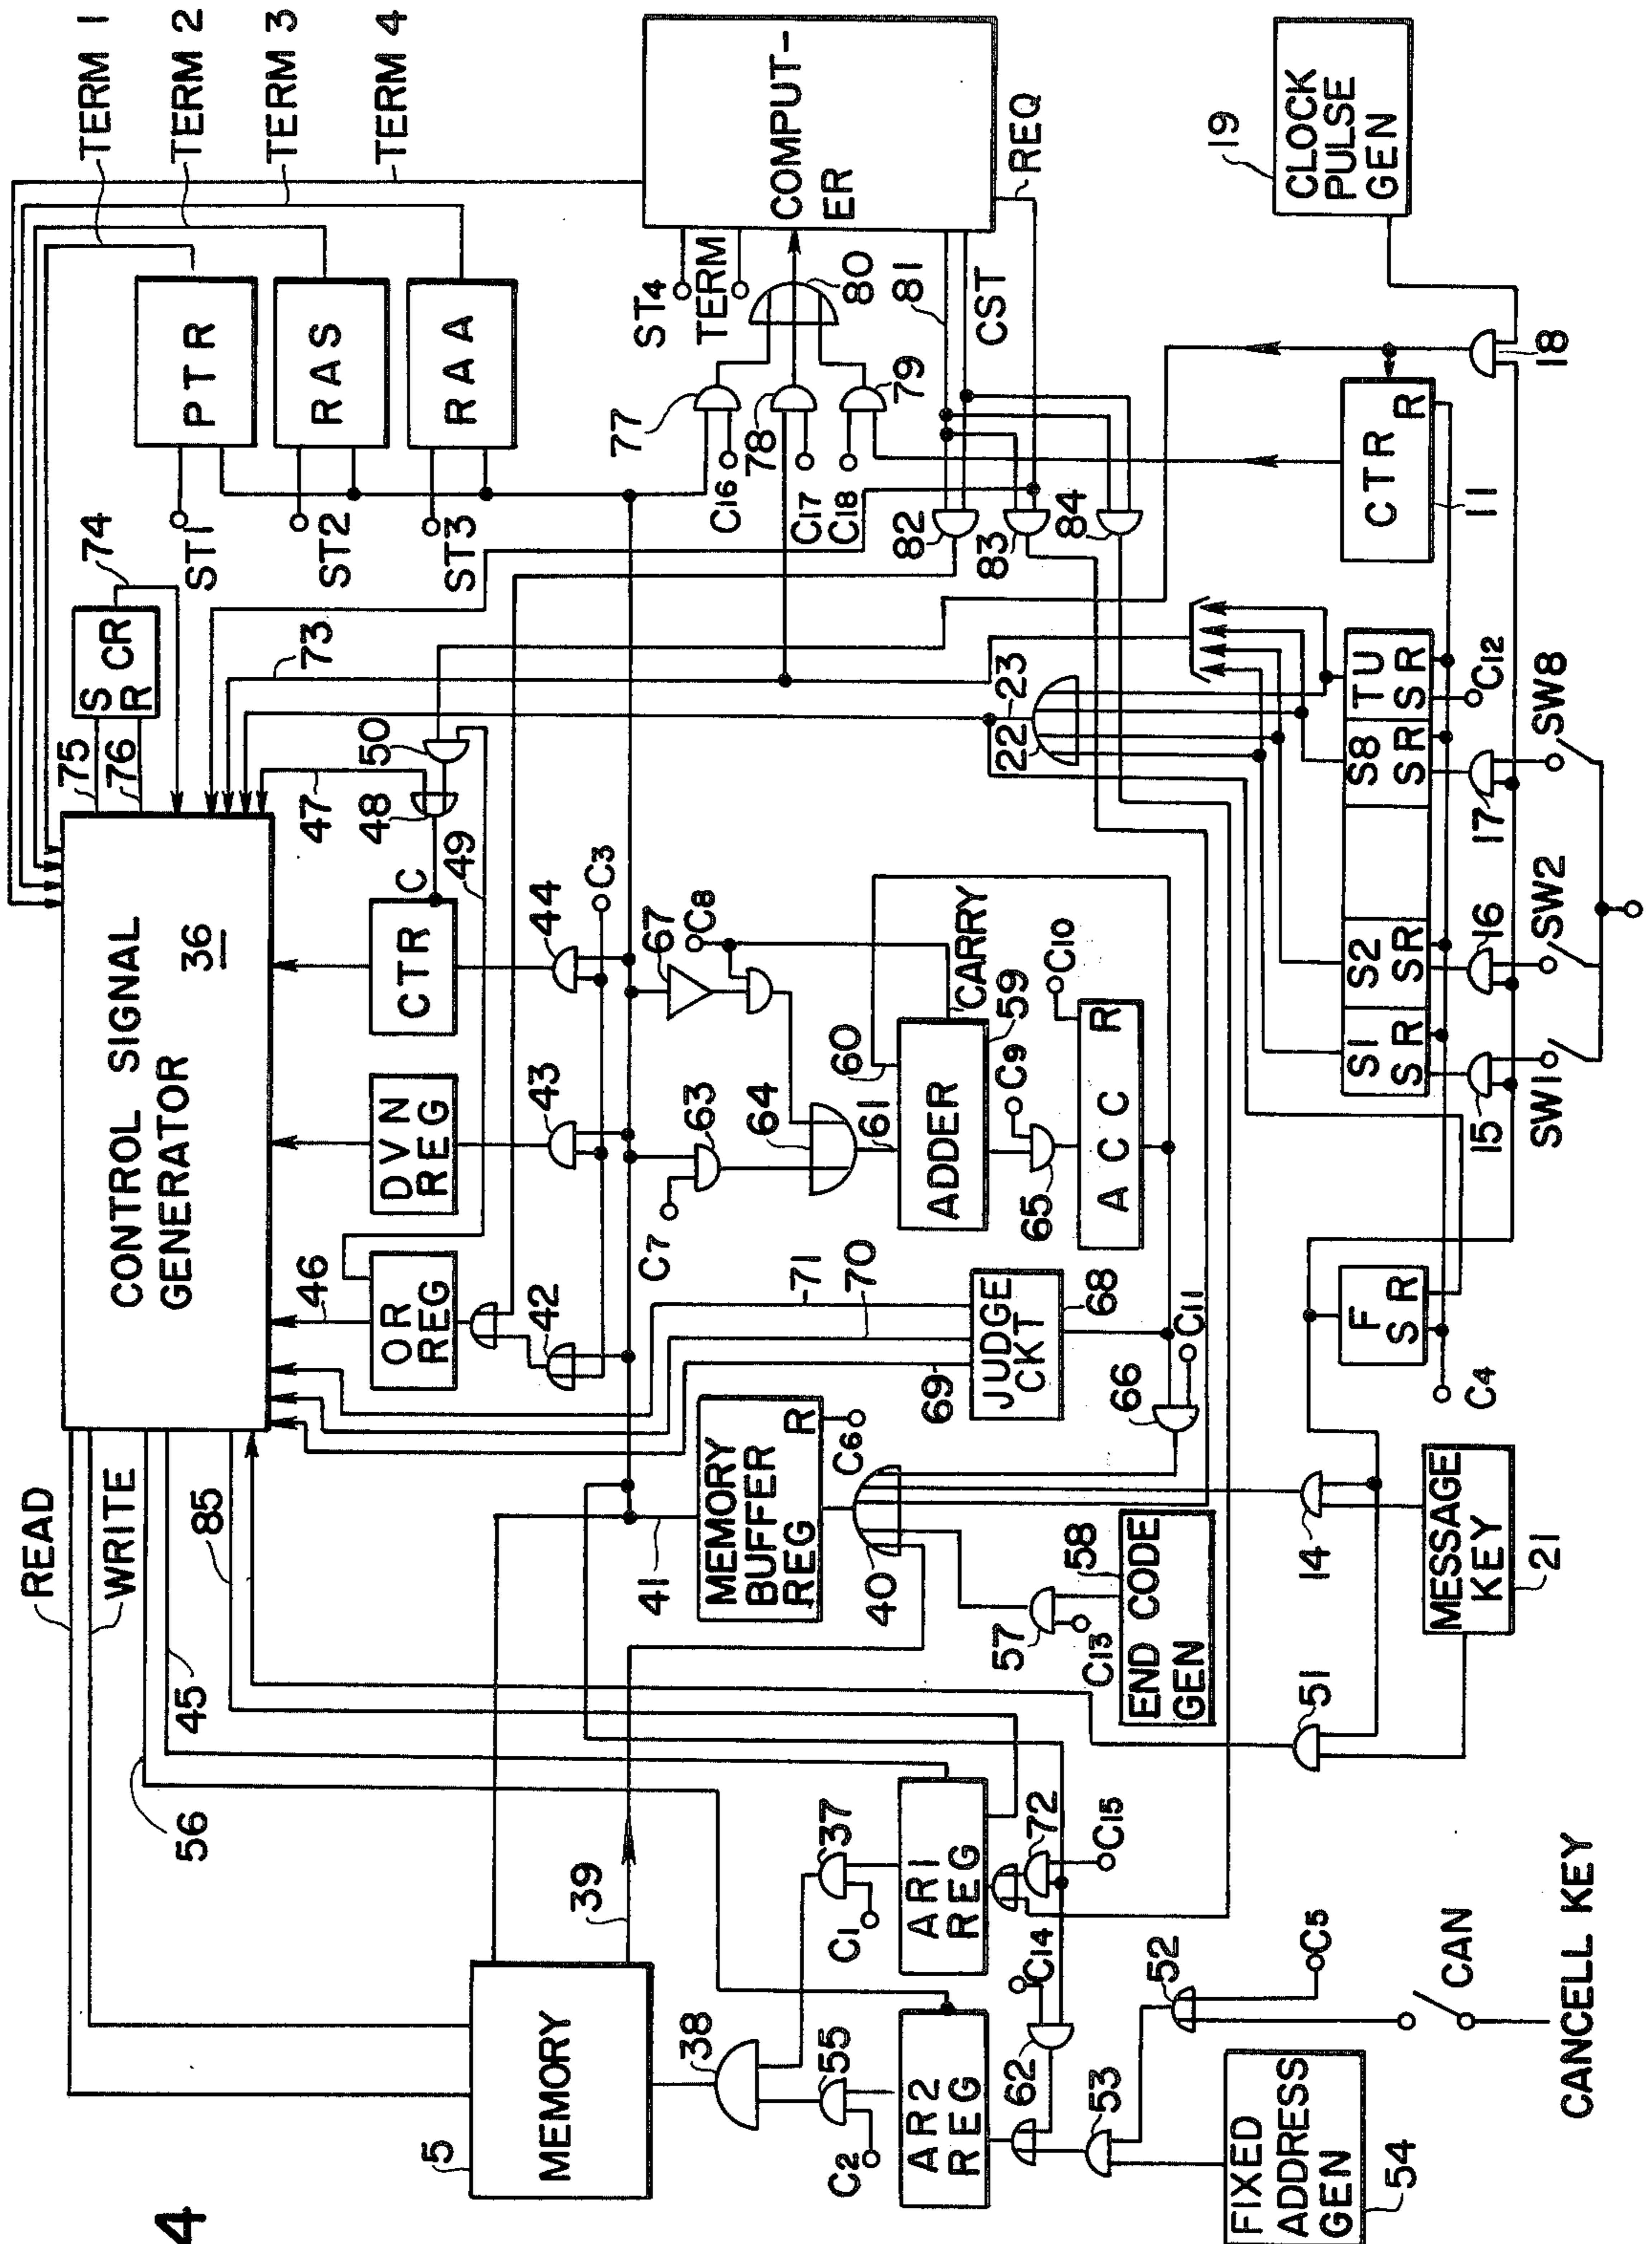 4
READ
WRITE
56
45
85
CONTROL SIGNAL
GENERATOR
36
75
76
S
R CR
74
TERM 1
TERM 2
TERM 3
TERM 4
PTR
RAS
RAA
ST1
ST2
ST3
73
47
48
50
49
C
CTR
DVN
REG
OR
REG
46
44
43
42
C3
5
MEMORY
39
41
MEMORY
BUFFER
REG
R
C6
40
38
37
C1
55
C2
AR1
REG
AR2
REG
72
C15
C14
62
53
52
C5
FIXED
ADDRESS
GEN
54
CAN
CANCELL KEY
57
C13
58
END CODE
GEN
51
14
MESSAGE
KEY
21
69
70
71
JUDGE
CKT
68
66
C11
C7
63
64
67
C8
61
60
ADDER
59
CARRY
C9
65
C10
ACC
R
COMPUT-
ER
ST4
TERM
REQ
77
C16
78
C17
C18
79
80
81
CST
82
83
84
22
23
F
S R
C4
S1
S R
S2
S R
S8
S R
TU
S R
C12
15
16
17
SW1
SW2
SW8
CTR
R
11
18
19
CLOCK
PULSE
GEN